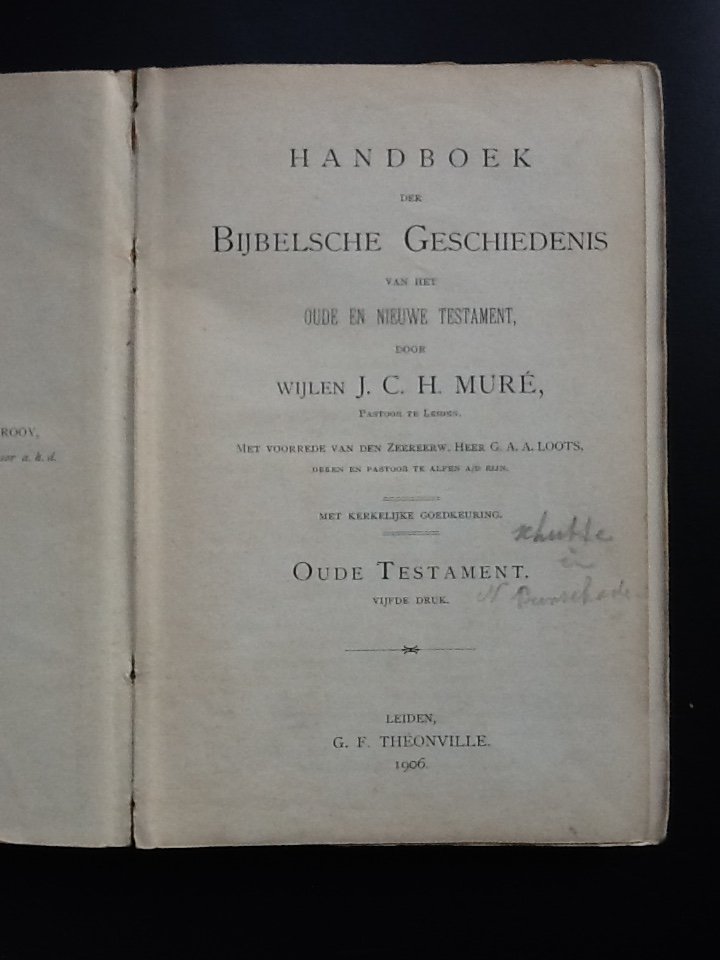 ROOY,
sor a. h. d.
HANDBOEK
DER
BIJBELSCHE GESCHIEDENIS
VAN HET
OUDE EN NIEUWE TESTAMENT,
DOOR
WIJLEN J. C. H. MURÉ,
PASTOOR TE LEIDEN.
MET VOORREDE VAN DEN ZEEREERW. HEER G. A. A. LOOTS,
DEKEN EN PASTOOR TE ALFEN A/D RIJN.
MET KERKELIJKE GOEDKEURING.
OUDE TESTAMENT.
VIJFDE DRUK.
LEIDEN,
G. F. THÉONVILLE.
1906.